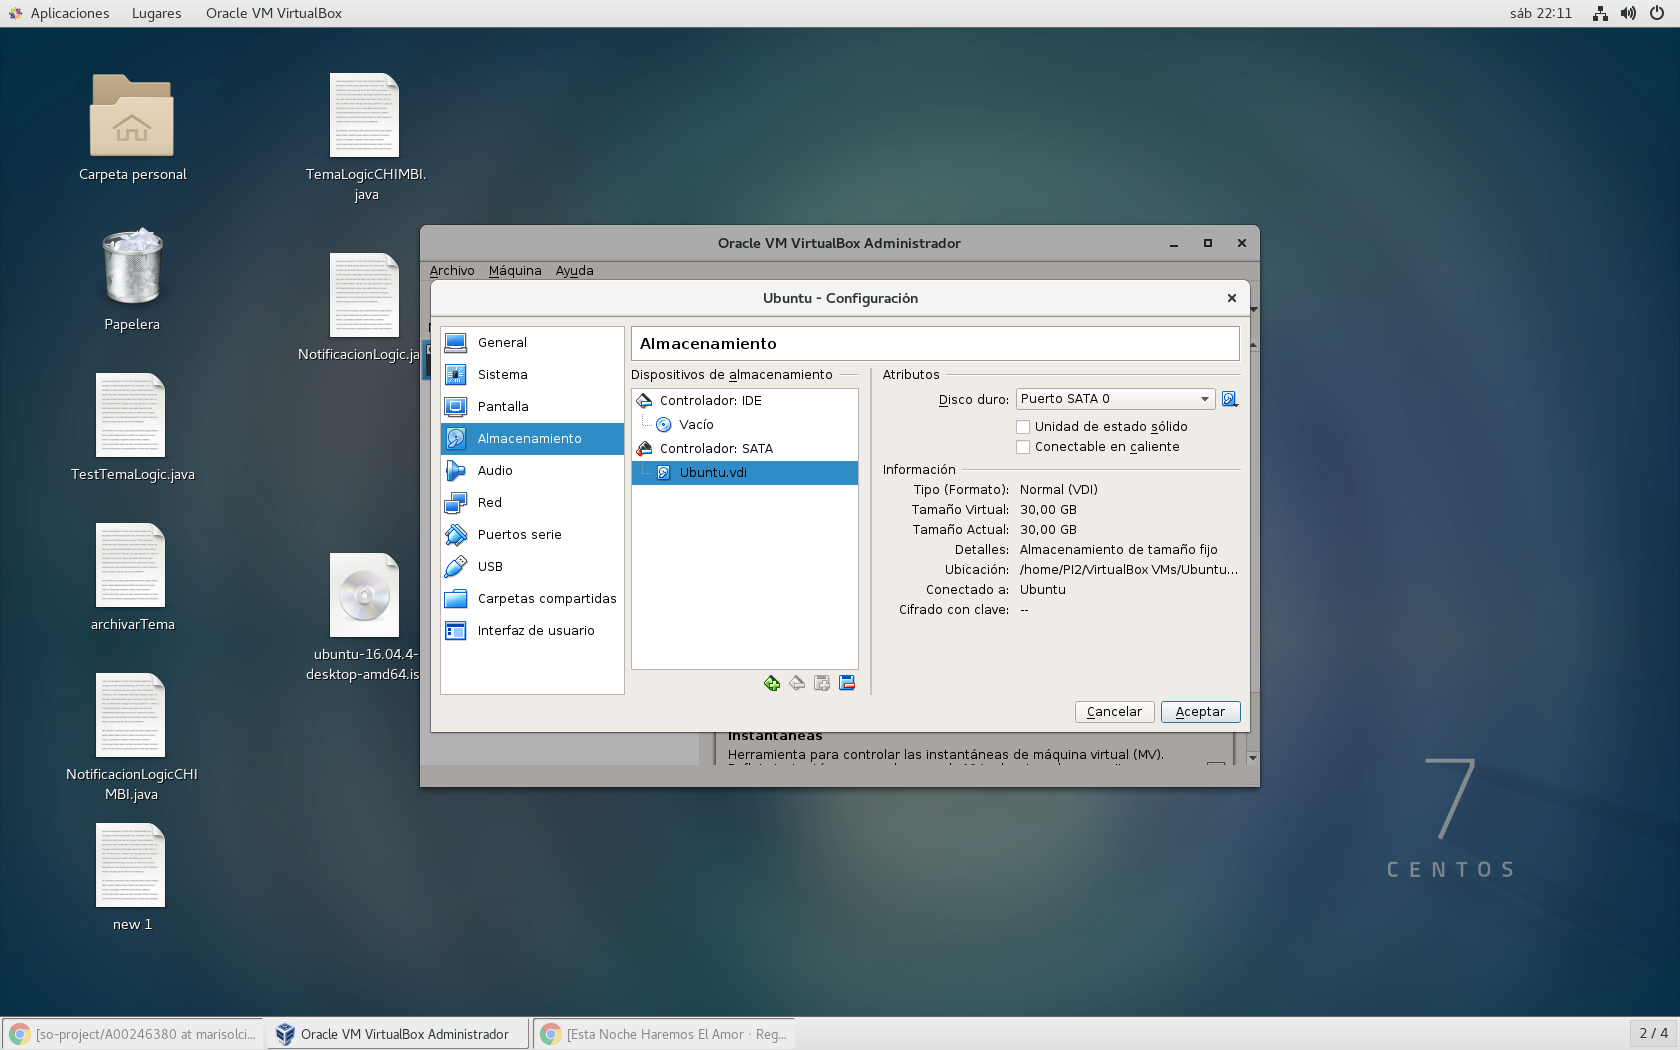 Aplicaciones Lugares Oracle VM VirtualBox sáb 22:11
Carpeta personal
TemaLogicCHIMBI.
java
Papelera
NotificacionLogic.ja
TestTemaLogic.java
archivarTema
ubuntu-16.04.4-
desktop-amd64.is
NotificacionLogicCHI
MBI.java
new 1
Oracle VM VirtualBox Administrador
Archivo Máquina Ayuda
Ubuntu - Configuración
General
Sistema
Pantalla
Almacenamiento
Audio
Red
Puertos serie
USB
Carpetas compartidas
Interfaz de usuario
Almacenamiento
Dispositivos de almacenamiento
Controlador: IDE
Vacío
Controlador: SATA
Ubuntu.vdi
Atributos
Disco duro: Puerto SATA 0
Unidad de estado sólido
Conectable en caliente
Información
Tipo (Formato): Normal (VDI)
Tamaño Virtual: 30,00 GB
Tamaño Actual: 30,00 GB
Detalles: Almacenamiento de tamaño fijo
Ubicación: /home/PI2/VirtualBox VMs/Ubuntu...
Conectado a: Ubuntu
Cifrado con clave: --
Cancelar Aceptar
Instantáneas
Herramienta para controlar las instantáneas de máquina virtual (MV).
7
CENTOS
[so-project/A00246380 at marisolci... Oracle VM VirtualBox Administrador [Esta Noche Haremos El Amor · Reg... 2 / 4